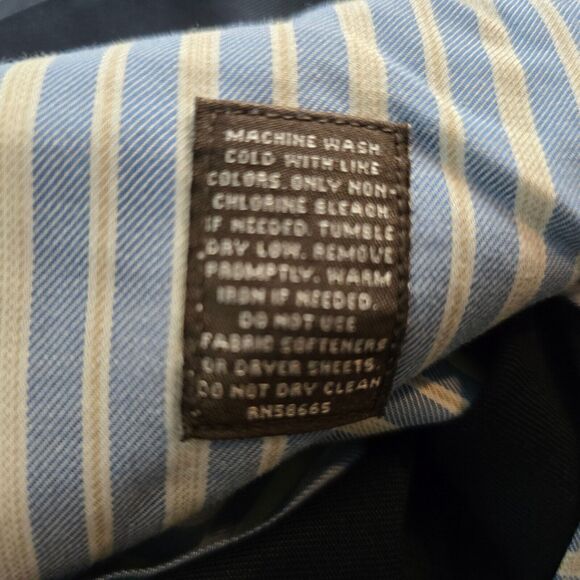 MACHINE WASH
COLD WITH LIKE
COLORS. ONLY NON-
CHLORINE BLEACH
IF NEEDED. TUMBLE
DRY LOW. REMOVE
PROMPTLY. WARM
IRON IF NEEDED.
DO NOT USE
FABRIC SOFTENERS
OR DRYER SHEETS.
DO NOT DRY CLEAN
RN58665